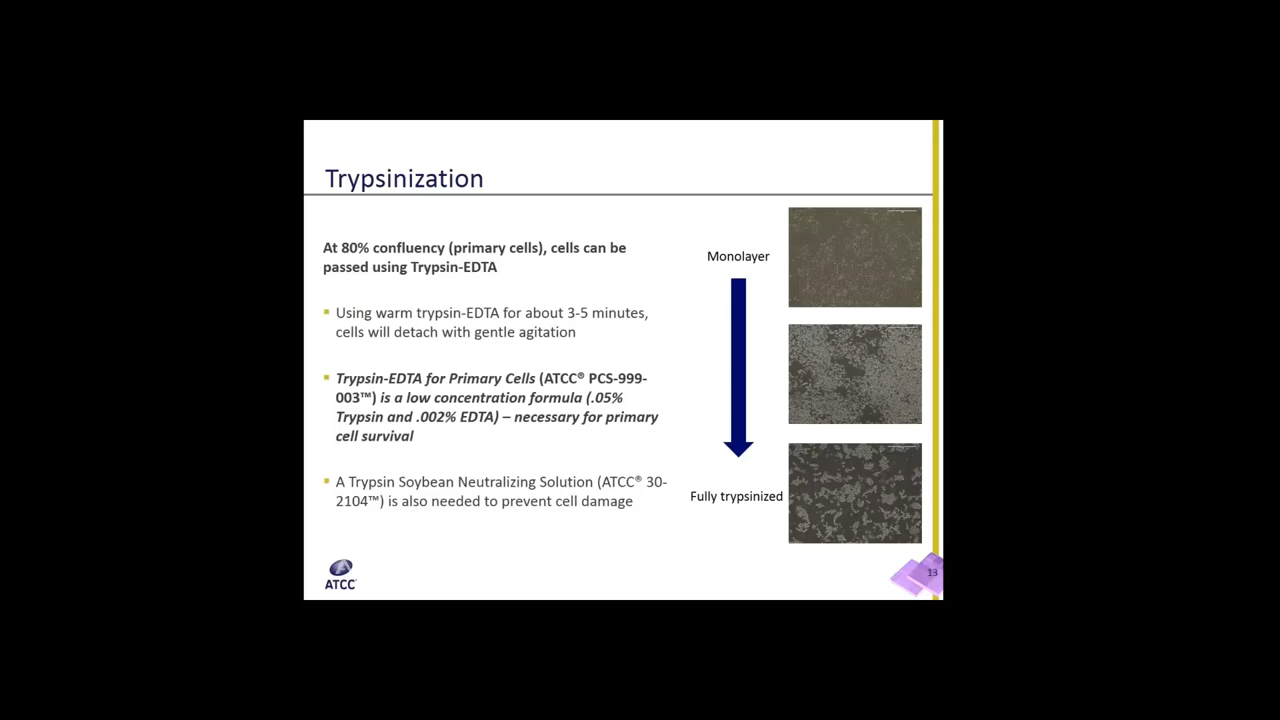 Trypsinization
At 80% confluency (primary cells), cells can be
passed using Trypsin-EDTA
Using warm trypsin-EDTA for about 3-5 minutes,
cells will detach with gentle agitation
Trypsin-EDTA for Primary Cells (ATCC® PCS-999-
003™) is a low concentration formula (.05%
Trypsin and .002% EDTA) – necessary for primary
cell survival
A Trypsin Soybean Neutralizing Solution (ATCC® 30-
2104™) is also needed to prevent cell damage
Monolayer
Fully trypsinized
ATCC
13